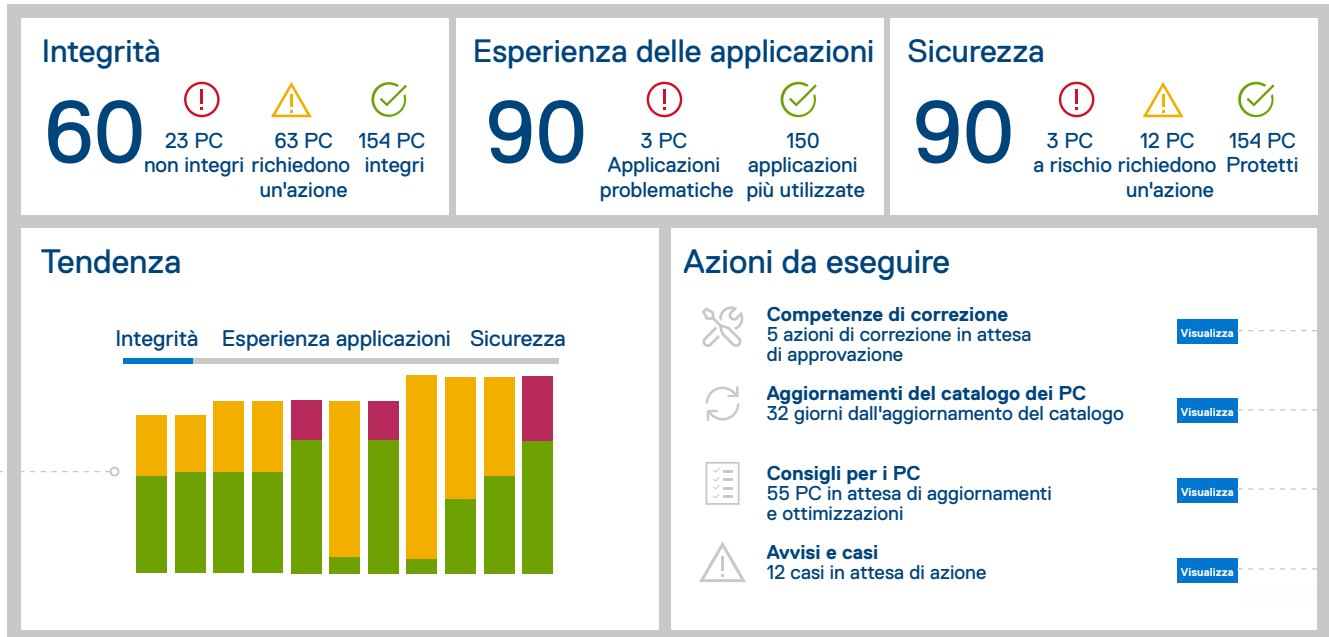 Integrità
60
23 PC
non integri
63 PC
richiedono
un'azione
154 PC
integri
Esperienza delle applicazioni
90
3 PC
Applicazioni
problematiche
150
applicazioni
più utilizzate
Sicurezza
90
3 PC
a rischio
12 PC
richiedono
un'azione
154 PC
Protetti
Tendenza
Integrità
Esperienza applicazioni
Sicurezza
Azioni da eseguire
Competenze di correzione
5 azioni di correzione in attesa
di approvazione
Visualizza
Aggiornamenti del catalogo dei PC
32 giorni dall'aggiornamento del catalogo
Visualizza
Consigli per i PC
55 PC in attesa di aggiornamenti
e ottimizzazioni
Visualizza
Avvisi e casi
12 casi in attesa di azione
Visualizza